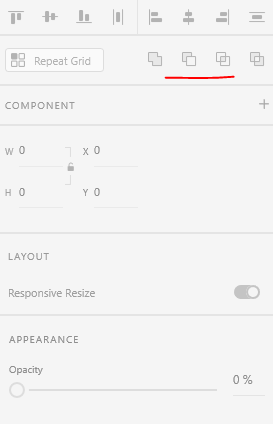 Repeat Grid
COMPONENT
W 0 X 0
H 0 Y 0
LAYOUT
Responsive Resize
APPEARANCE
Opacity
0 %